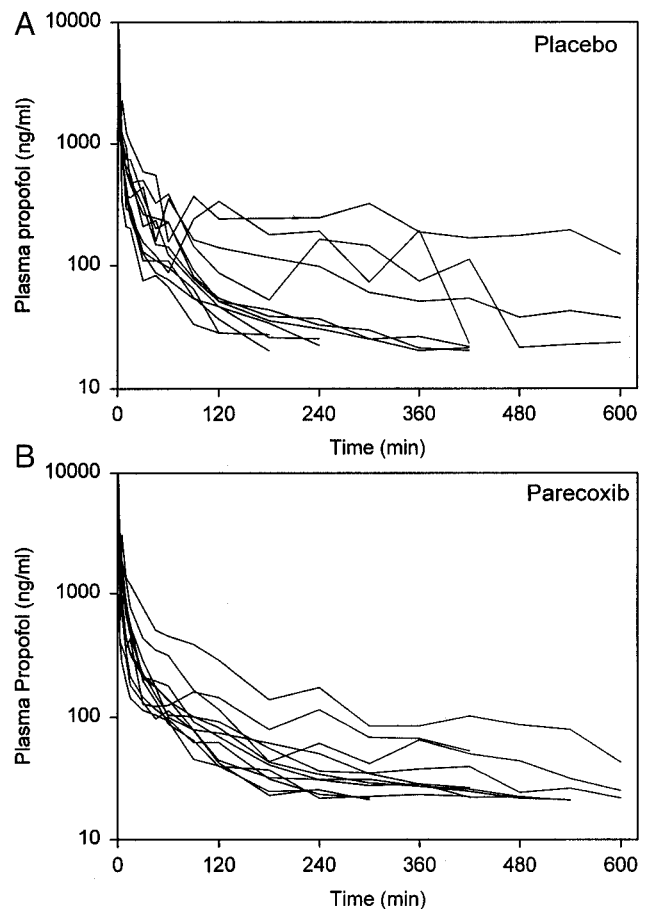 A
Placebo
Plasma propofol (ng/ml)
10000
1000
100
10
0 120 240 360 480 600
Time (min)
B
Parecoxib
Plasma Propofol (ng/ml)
10000
1000
100
10
0 120 240 360 480 600
Time (min)